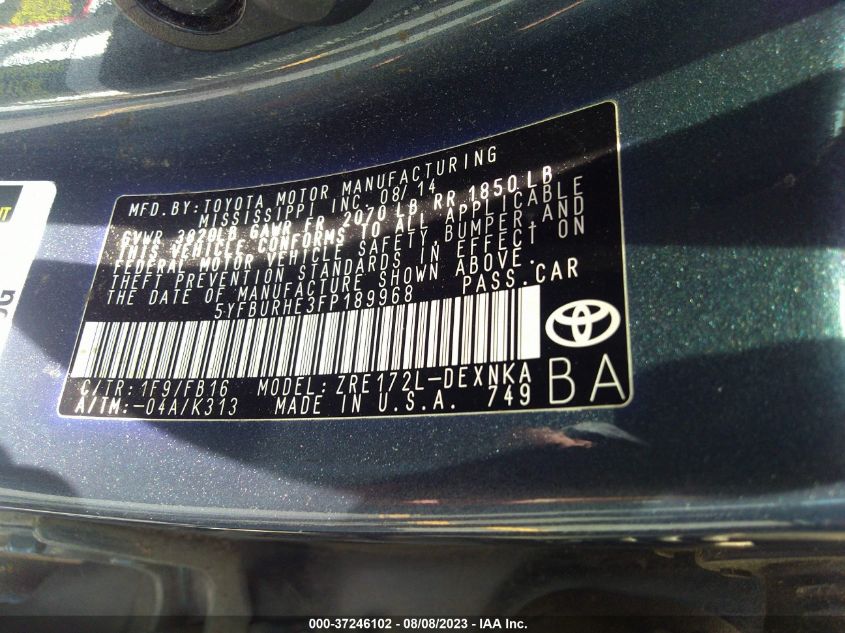 MFD.BY:TOYOTA MOTOR MANUFACTURING
MISSISSIPPI INC. 08/14
GVWR 3820LB GAWR FR 2070LB RR 1850LB
THIS VEHICLE CONFORMS TO ALL APPLICABLE
FEDERAL MOTOR VEHICLE SAFETY,BUMPER,AND
THEFT PREVENTION STANDARDS IN EFFECT ON
THE DATE OF MANUFACTURE SHOWN ABOVE.
5YFBURHE3FP189968 PASS.CAR
C/TR:1F9/FB16 MODEL:ZRE172L-DEXNKA
A/TM:-04A/K313 MADE IN U.S.A. 749
BA
000-37246102 - 08/08/2023 - IAA Inc.